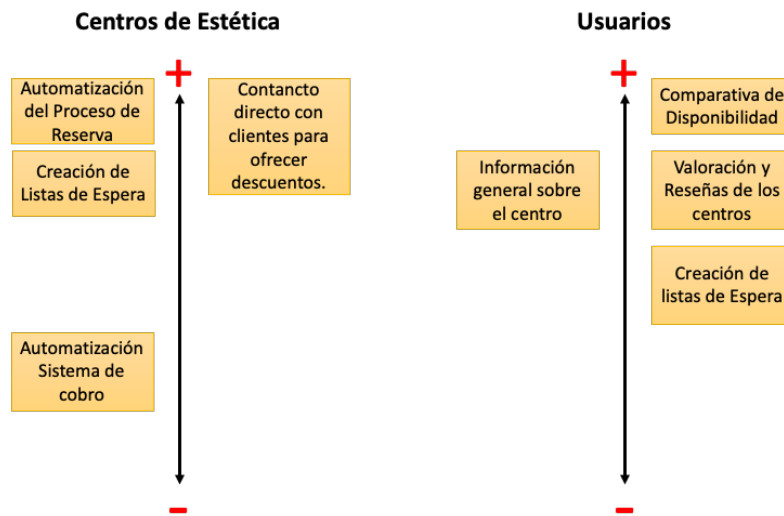 Centros de Estética
+
Automatización
del Proceso de
Reserva
Contancto
directo con
clientes para
ofrecer
descuentos.
Creación de
Listas de Espera
Automatización
Sistema de
cobro
-
Usuarios
+
Comparativa de
Disponibilidad
Información
general sobre
el centro
Valoración y
Reseñas de los
centros
Creación de
listas de Espera
-